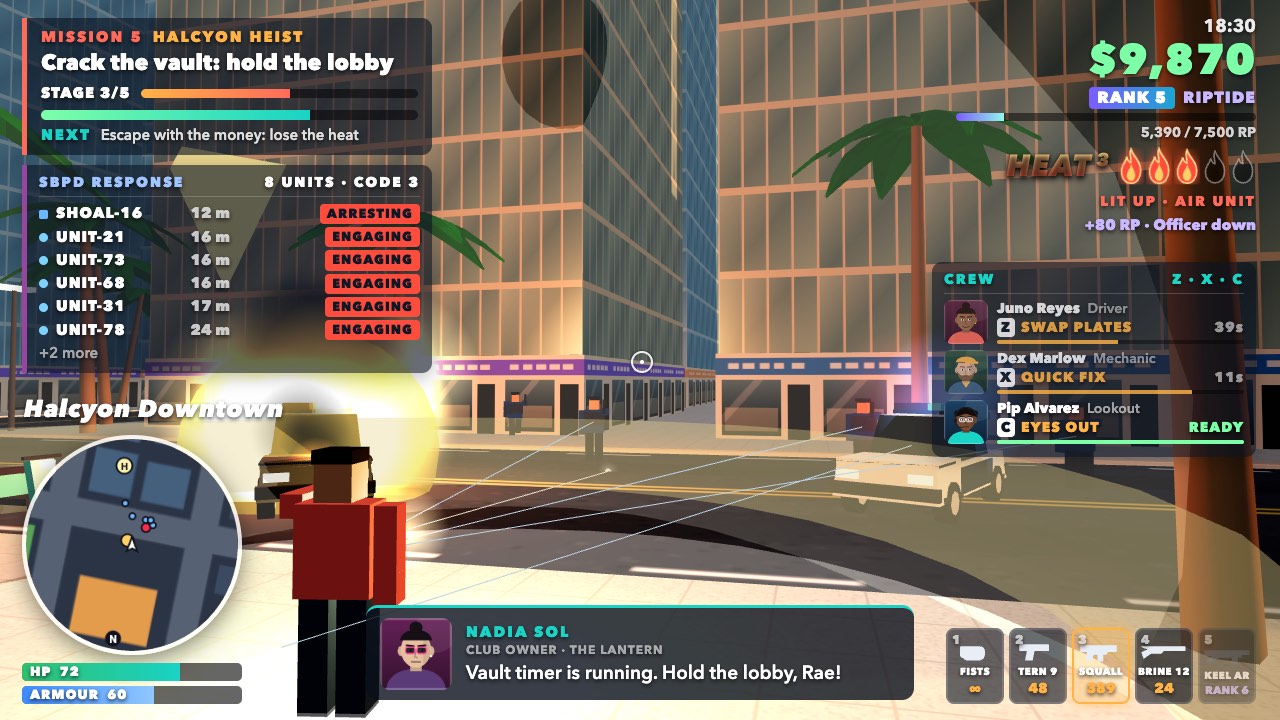 MISSION 5 HALCYON HEIST
Crack the vault: hold the lobby
STAGE 3/5
NEXT Escape with the money: lose the heat
SBPD RESPONSE 8 UNITS · CODE 3
SHOAL-16 12 m ARRESTING
UNIT-21 16 m ENGAGING
UNIT-73 16 m ENGAGING
UNIT-68 16 m ENGAGING
UNIT-31 17 m ENGAGING
UNIT-78 24 m ENGAGING
+2 more
Halcyon Downtown
H
N
HP 72
ARMOUR 60
18:30
$9,870
RANK 5 RIPTIDE
5,390 / 7,500 RP
HEAT 3
LIT UP · AIR UNIT
+80 RP · Officer down
CREW Z · X · C
Juno Reyes Driver
Z SWAP PLATES 39s
Dex Marlow Mechanic
X QUICK FIX 11s
Pip Alvarez Lookout
C EYES OUT READY
NADIA SOL
CLUB OWNER · THE LANTERN
Vault timer is running. Hold the lobby, Rae!
1 FISTS ∞
2 TERN 9 48
3 SQUALL 389
4 BRINE 12 24
5 KEEL AR RANK 6